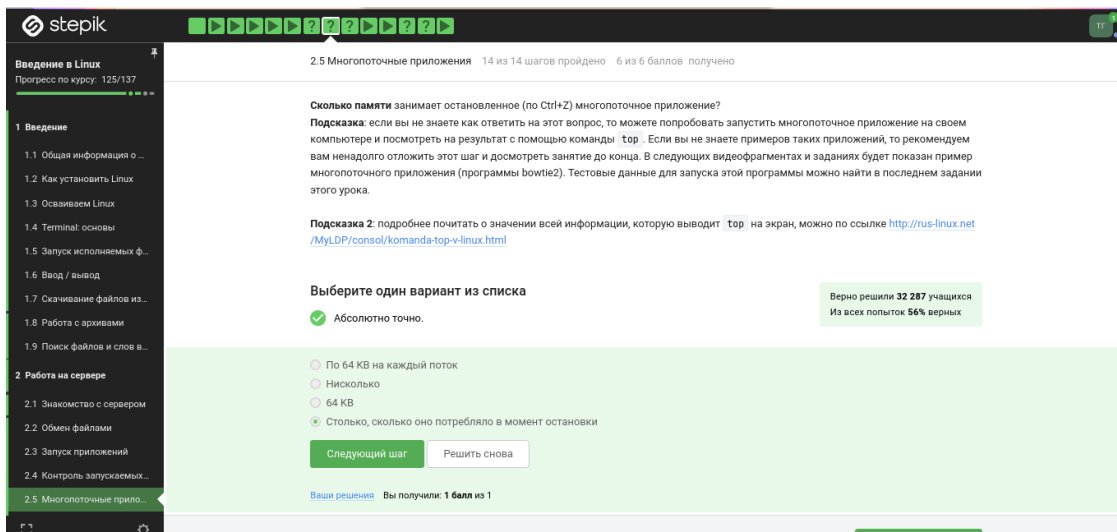 stepik
? ? ? ? ?
ТГ
1
Введение в Linux
Прогресс по курсу: 125/137
1 Введение
1.1 Общая информация о ...
1.2 Как установить Linux
1.3 Осваиваем Linux
1.4 Terminal: основы
1.5 Запуск исполняемых ф...
1.6 Ввод / вывод
1.7 Скачивание файлов из...
1.8 Работа с архивами
1.9 Поиск файлов и слов в...
2 Работа на сервере
2.1 Знакомство с сервером
2.2 Обмен файлами
2.3 Запуск приложений
2.4 Контроль запускаемых...
2.5 Многопоточные прило...
2.5 Многопоточные приложения 14 из 14 шагов пройдено 6 из 6 баллов получено
Сколько памяти занимает остановленное (по Ctrl+Z) многопоточное приложение?
Подсказка: если вы не знаете как ответить на этот вопрос, то можете попробовать запустить многопоточное приложение на своем
компьютере и посмотреть на результат с помощью команды top . Если вы не знаете примеров таких приложений, то рекомендуем
вам ненадолго отложить этот шаг и досмотреть занятие до конца. В следующих видеофрагментах и заданиях будет показан пример
многопоточного приложения (программы bowtie2). Тестовые данные для запуска этой программы можно найти в последнем задании
этого урока.
Подсказка 2: подробнее почитать о значении всей информации, которую выводит top на экран, можно по ссылке http://rus-linux.net
/MyLDP/consol/komanda-top-v-linux.html
Выберите один вариант из списка
Абсолютно точно.
Верно решили 32 287 учащихся
Из всех попыток 56% верных
По 64 KB на каждый поток
Нисколько
64 KB
Столько, сколько оно потребляло в момент остановки
Следующий шаг
Решить снова
Ваши решения Вы получили: 1 балл из 1